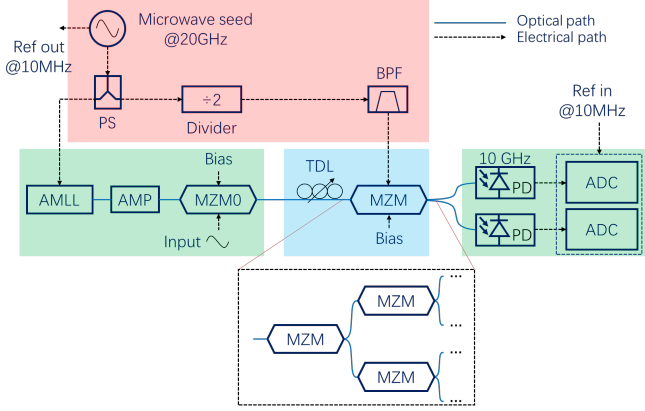 Microwave seed
@20GHz
Optical path
Electrical path
Ref out
@10MHz
PS
÷2
Divider
BPF
Ref in
@10MHz
AMLL
AMP
Bias
MZM0
Input
TDL
MZM
Bias
10 GHz
PD
ADC
PD
ADC
MZM
MZM
...
...
MZM
...
...